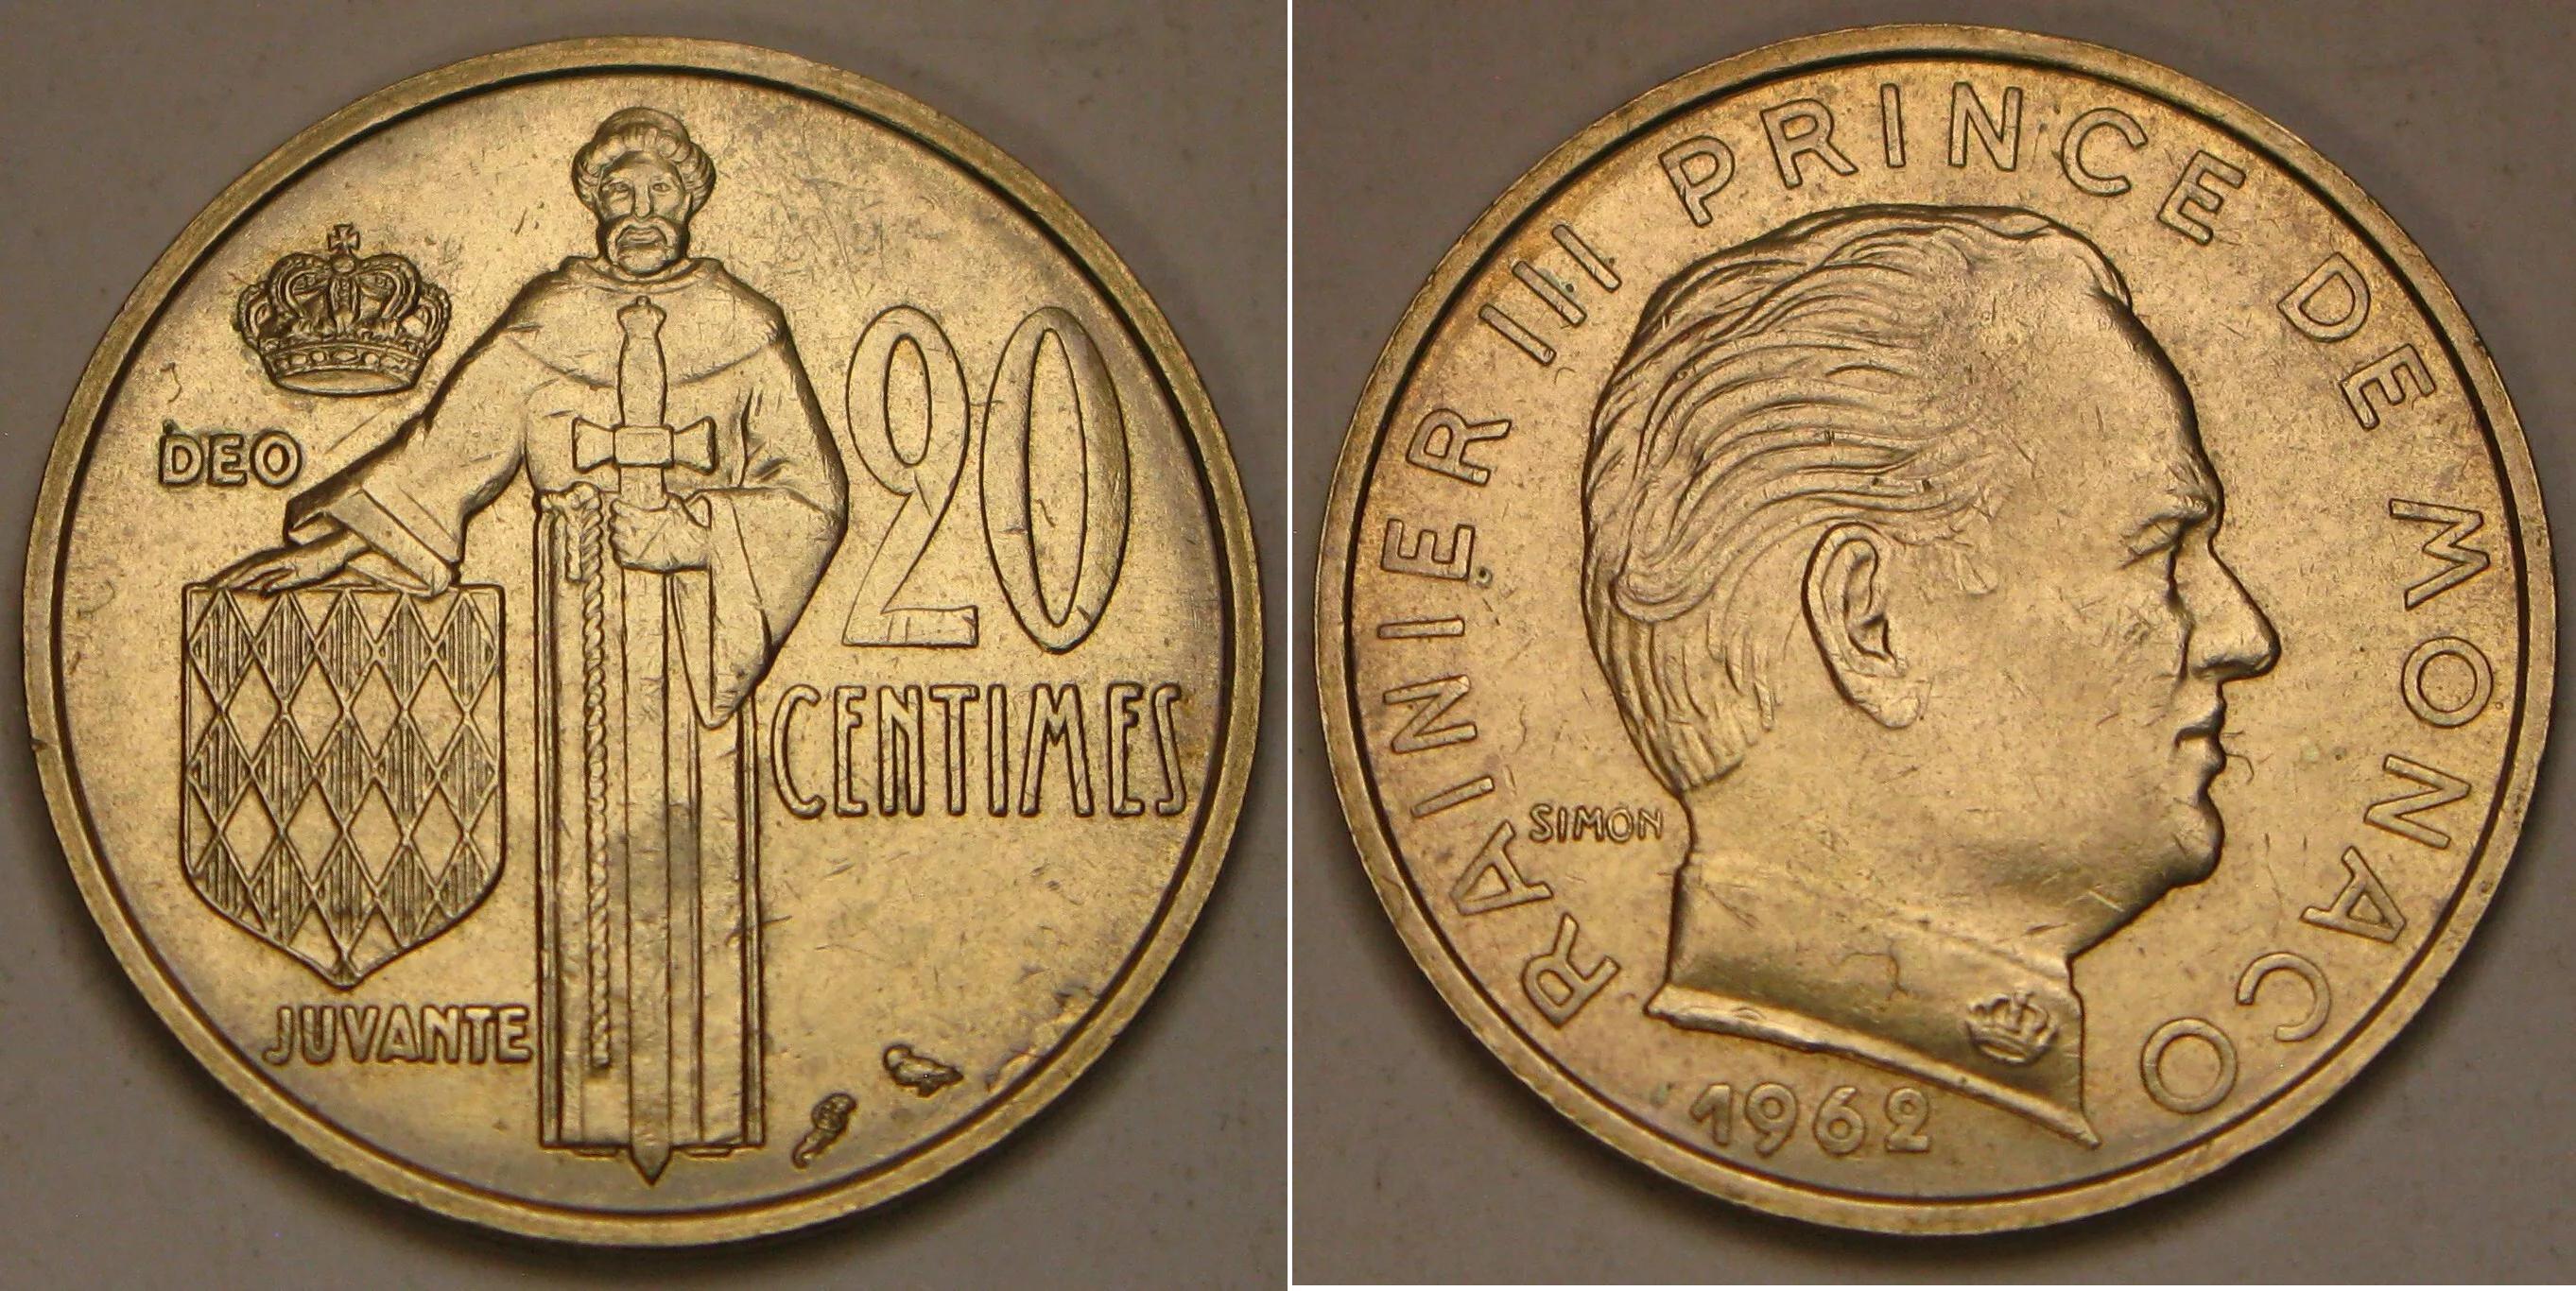 DEO
20
CENTIMES
JUVANTE
RAINIER III PRINCE DE MONACO
SIMON
1962